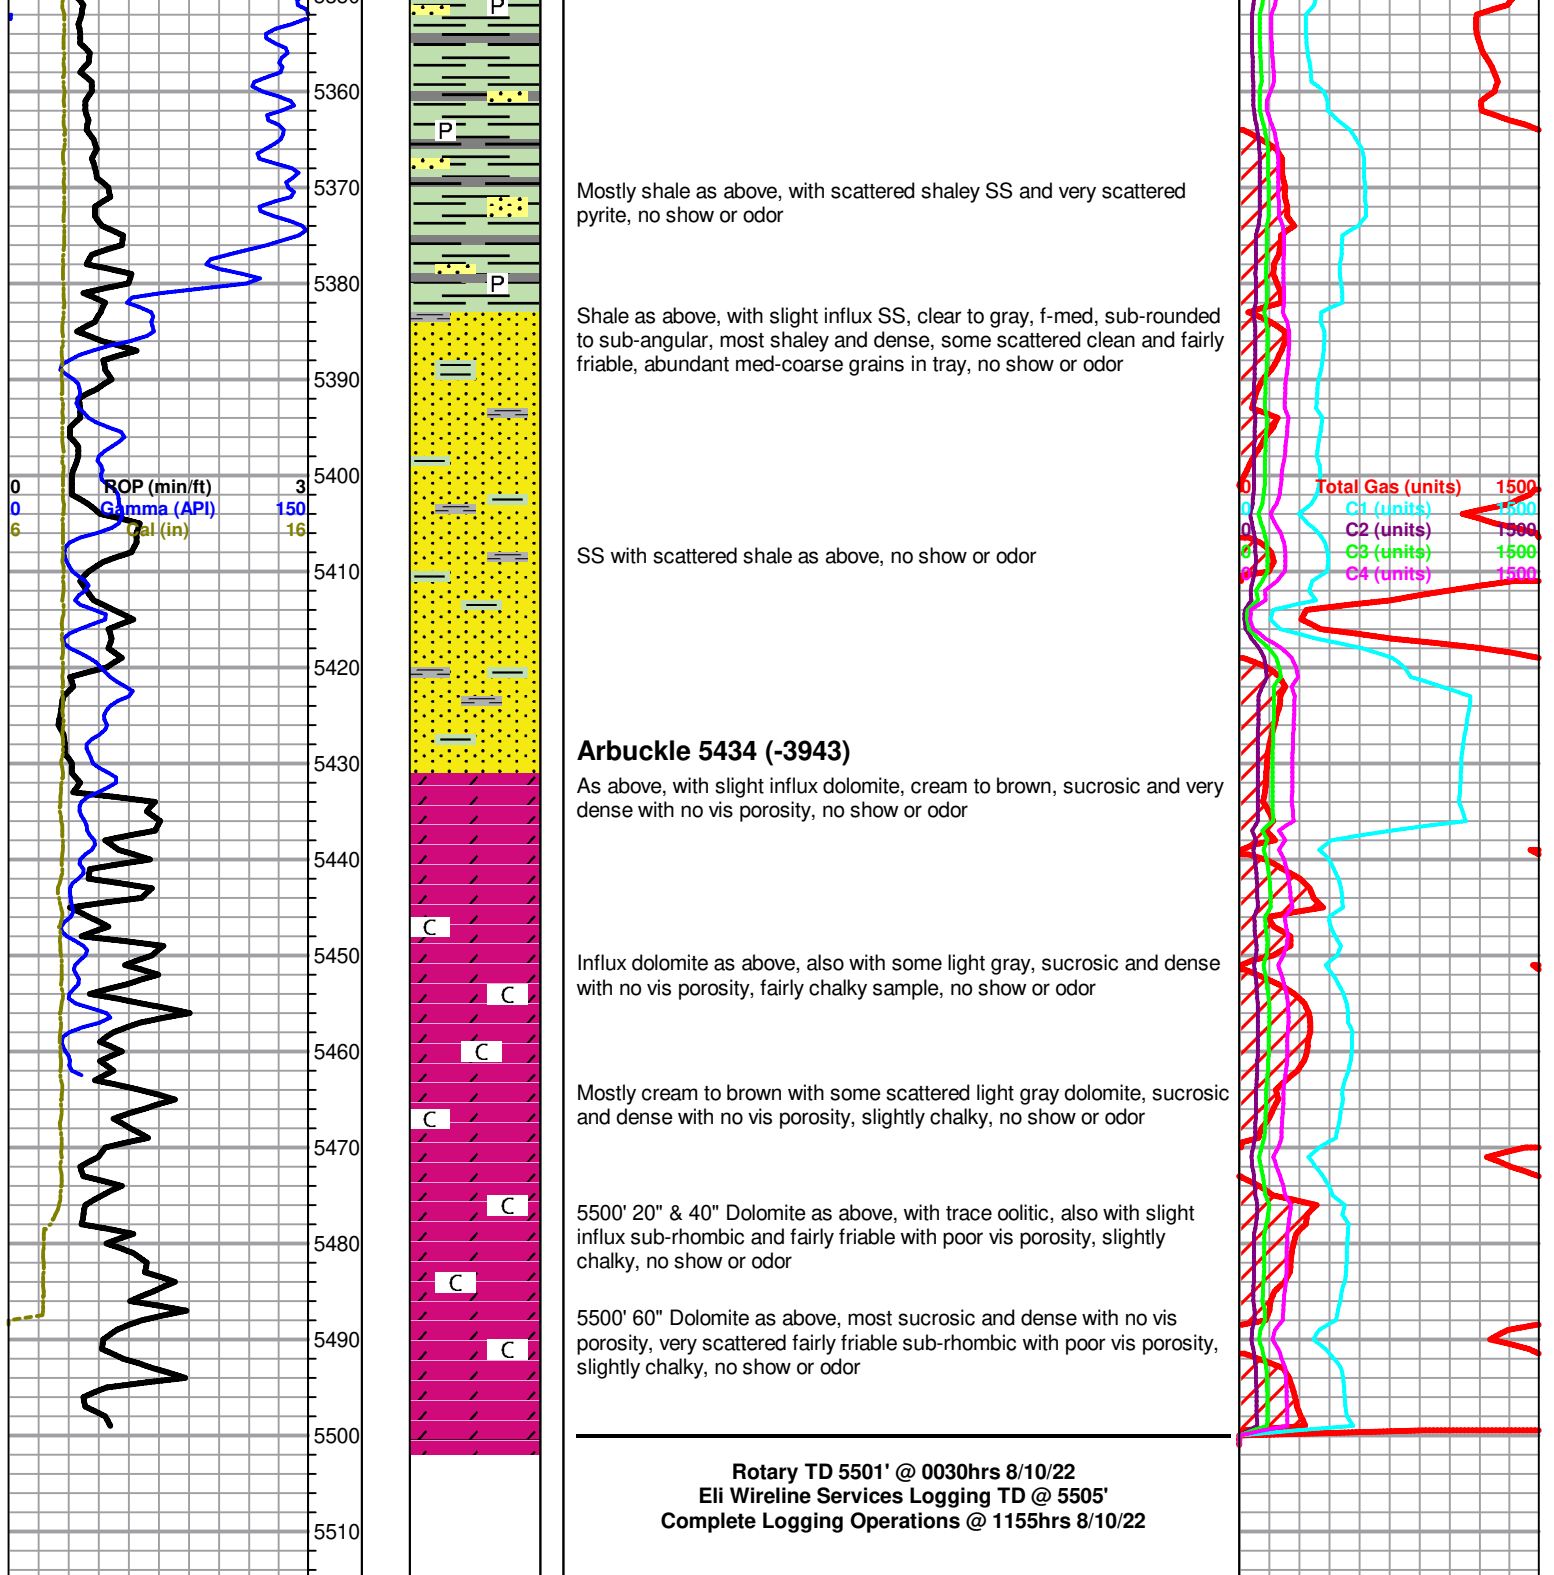 P
5360
P
5370
Mostly shale as above, with scattered shaley SS and very scattered
pyrite, no show or odor
5380
P
Shale as above, with slight influx SS, clear to gray, f-med, sub-rounded
to sub-angular, most shaley and dense, some scattered clean and fairly
friable, abundant med-coarse grains in tray, no show or odor
5390
5400
0 ROP (min/ft) 3
0 Gamma (API) 150
6 Cal (in) 16
0 Total Gas (units) 1500
0 C1 (units) 1500
0 C2 (units) 1500
0 C3 (units) 1500
0 C4 (units) 1500
SS with scattered shale as above, no show or odor
5410
5420
5430
Arbuckle 5434 (-3943)
As above, with slight influx dolomite, cream to brown, sucrosic and very
dense with no vis porosity, no show or odor
5440
C
5450
Influx dolomite as above, also with some light gray, sucrosic and dense
with no vis porosity, fairly chalky sample, no show or odor
C
5460
C
Mostly cream to brown with some scattered light gray dolomite, sucrosic
and dense with no vis porosity, slightly chalky, no show or odor
C
5470
C
5500' 20" & 40" Dolomite as above, with trace oolitic, also with slight
influx sub-rhombic and fairly friable with poor vis porosity, slightly
chalky, no show or odor
5480
C
5500' 60" Dolomite as above, most sucrosic and dense with no vis
porosity, very scattered fairly friable sub-rhombic with poor vis porosity,
slightly chalky, no show or odor
5490
C
5500
Rotary TD 5501' @ 0030hrs 8/10/22
Eli Wireline Services Logging TD @ 5505'
Complete Logging Operations @ 1155hrs 8/10/22
5510